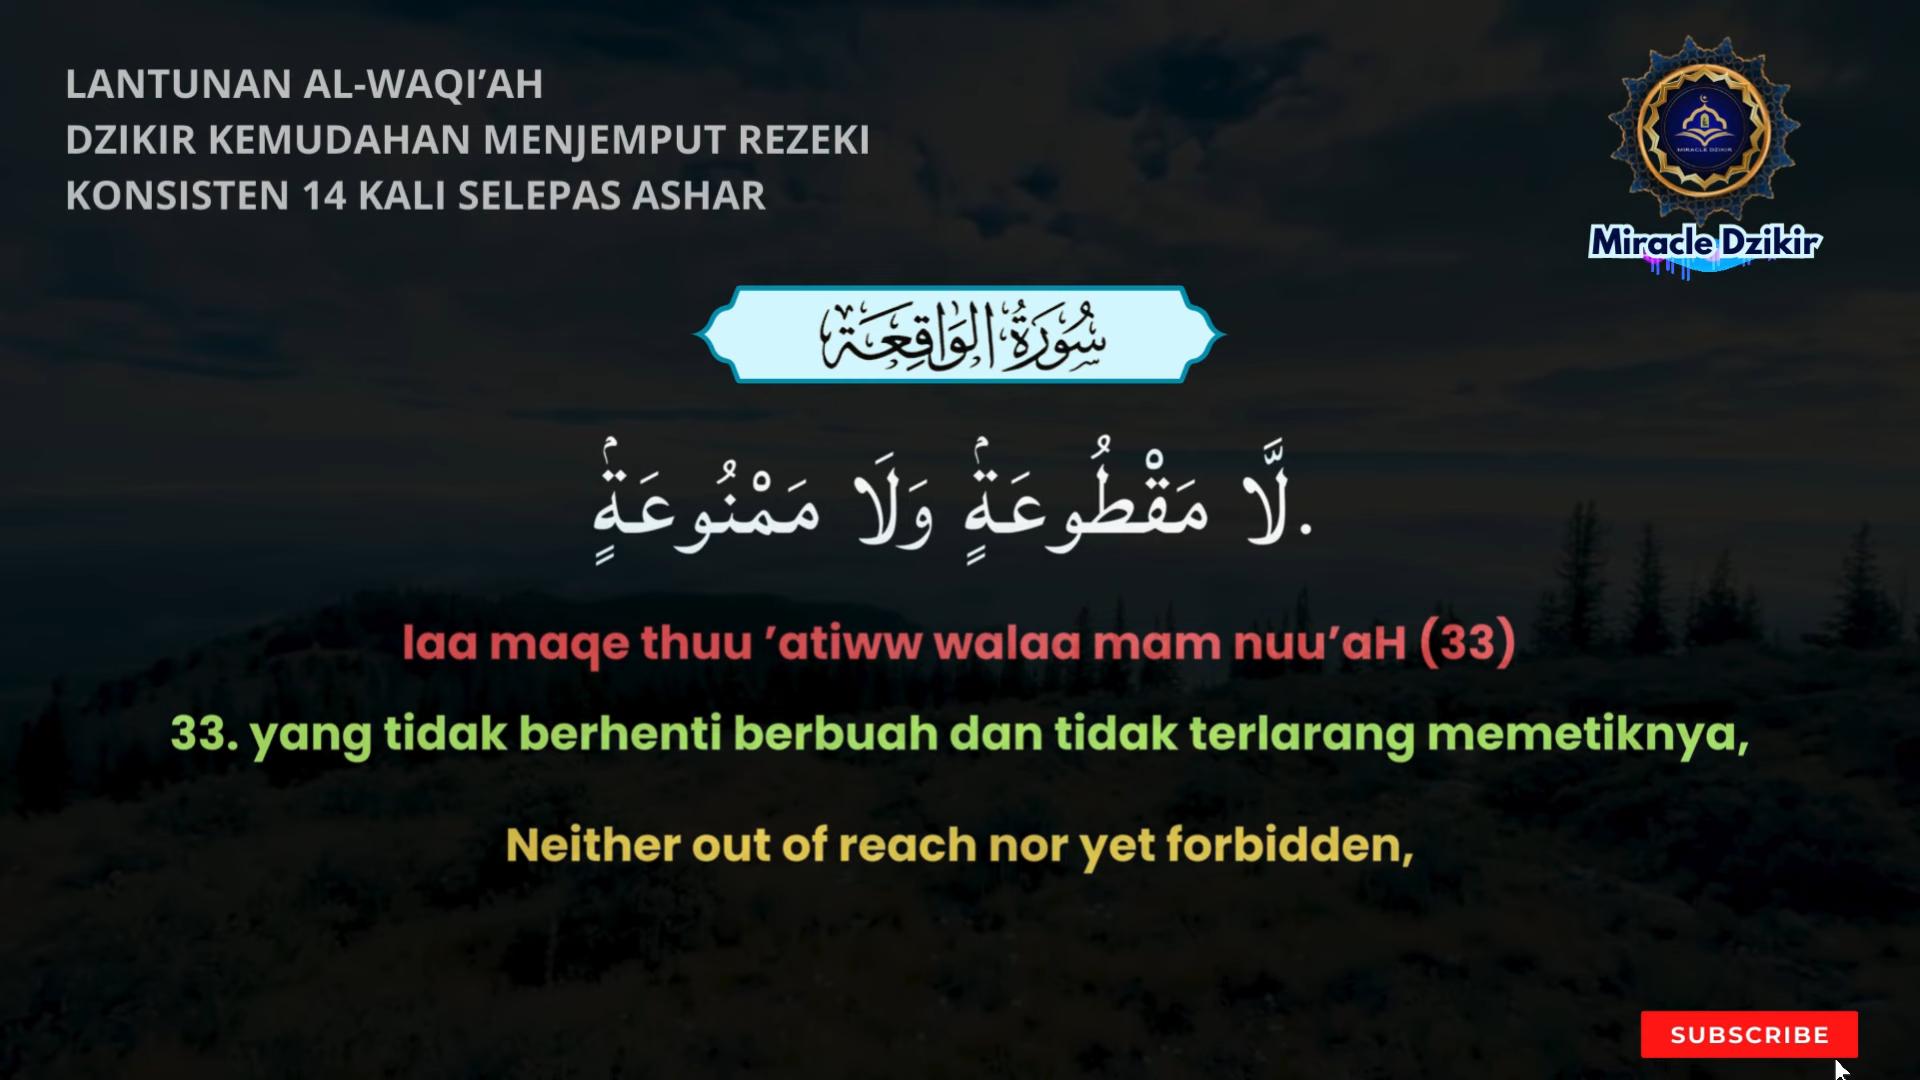 LANTUNAN AL-WAQI’AH
DZIKIR KEMUDAHAN MENJEMPUT REZEKI
KONSISTEN 14 KALI SELEPAS ASHAR
MIRACLE DZIKIR
Miracle Dzikir
سُورَةُ الوَاقِعَة
لَّا مَقْطُوعَةٍۢ وَلَا مَمْنُوعَةٍۢ.
laa maqe thuu ’atiww walaa mam nuu’aH (33)
33. yang tidak berhenti berbuah dan tidak terlarang memetiknya,
Neither out of reach nor yet forbidden,
SUBSCRIBE